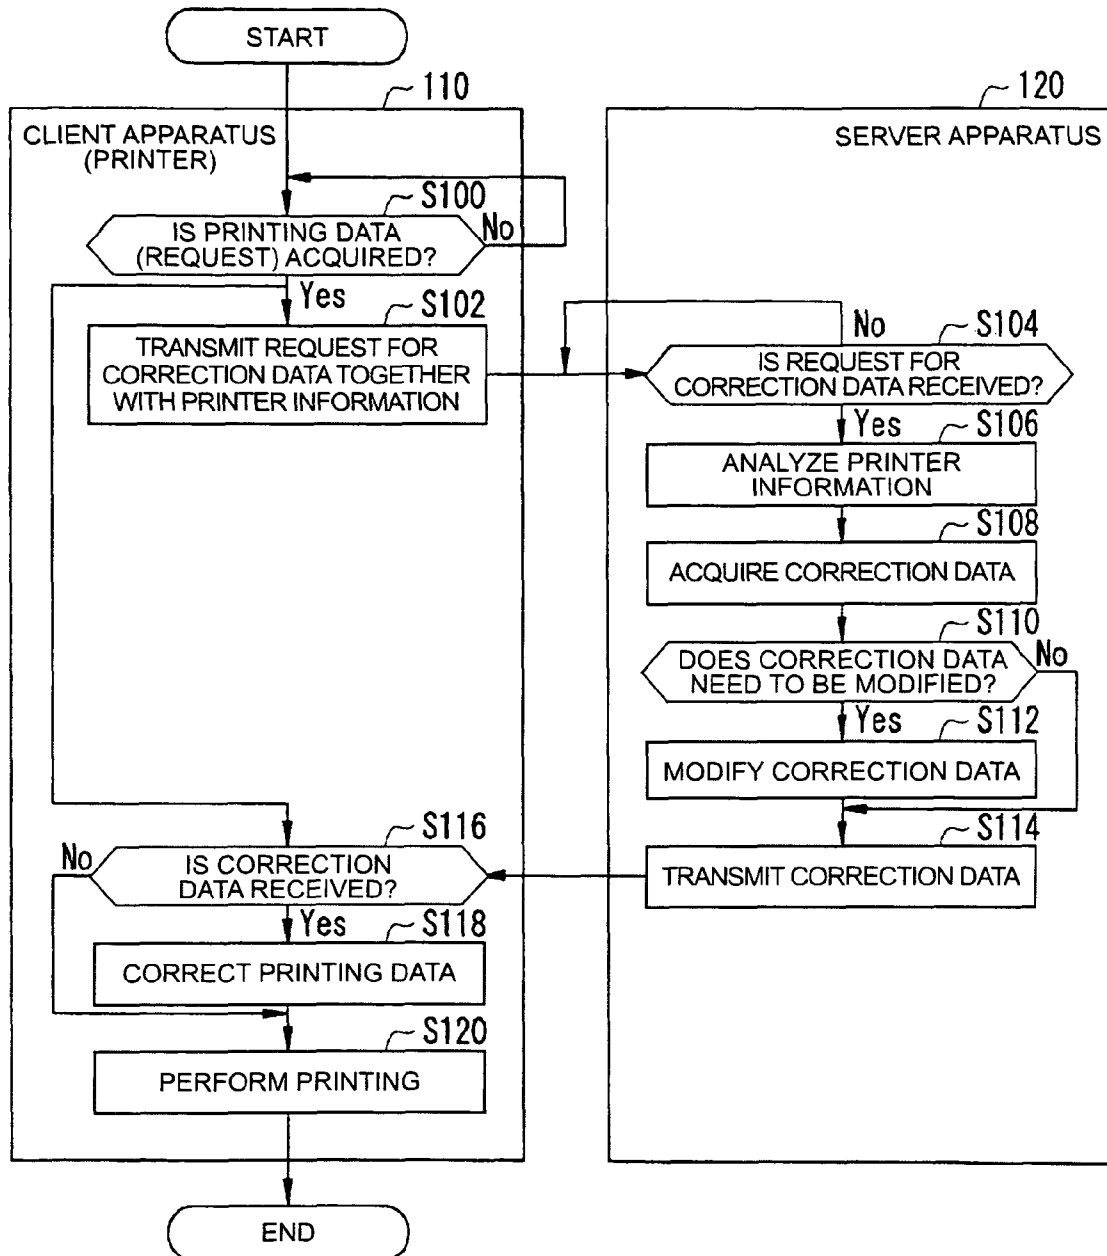 START
110
120
CLIENT APPARATUS
(PRINTER)
SERVER APPARATUS
S100
IS PRINTING DATA
(REQUEST) ACQUIRED?
No
Yes
S102
TRANSMIT REQUEST FOR
CORRECTION DATA TOGETHER
WITH PRINTER INFORMATION
No
S104
IS REQUEST FOR
CORRECTION DATA RECEIVED?
Yes
S106
ANALYZE PRINTER
INFORMATION
S108
ACQUIRE CORRECTION DATA
S110
DOES CORRECTION DATA
NEED TO BE MODIFIED?
No
Yes
S112
MODIFY CORRECTION DATA
S114
TRANSMIT CORRECTION DATA
S116
No
IS CORRECTION
DATA RECEIVED?
Yes
S118
CORRECT PRINTING DATA
S120
PERFORM PRINTING
END